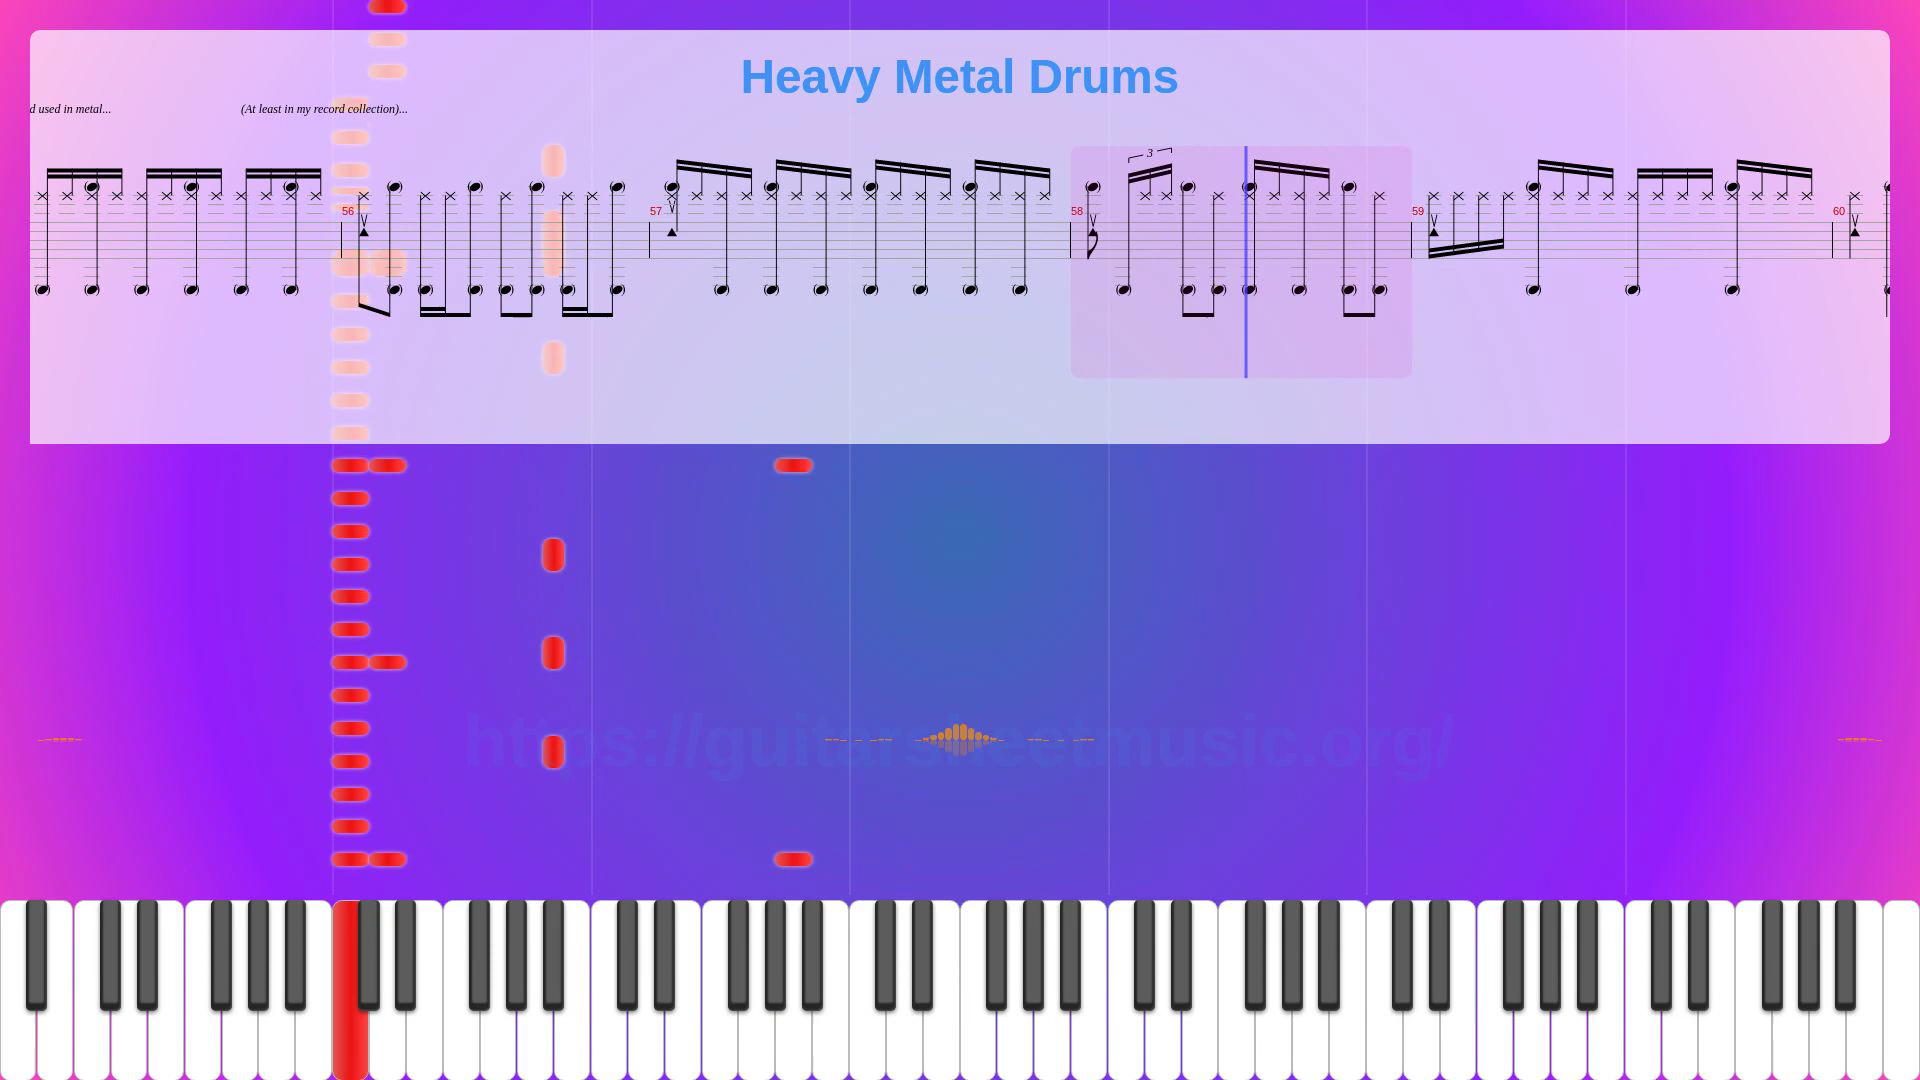 Heavy Metal Drums
d used in metal...
(At least in my record collection)...
3
56
57
58
59
60
https://guitarsheetmusic.org/